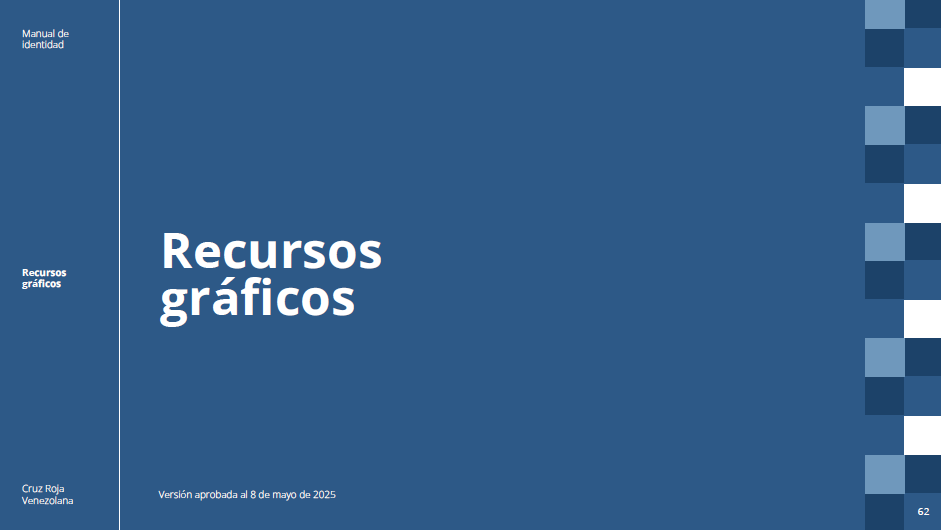 Manual de
identidad
Recursos
gráficos
Recursos
gráficos
Cruz Roja
Venezolana
Versión aprobada al 8 de mayo de 2025
62